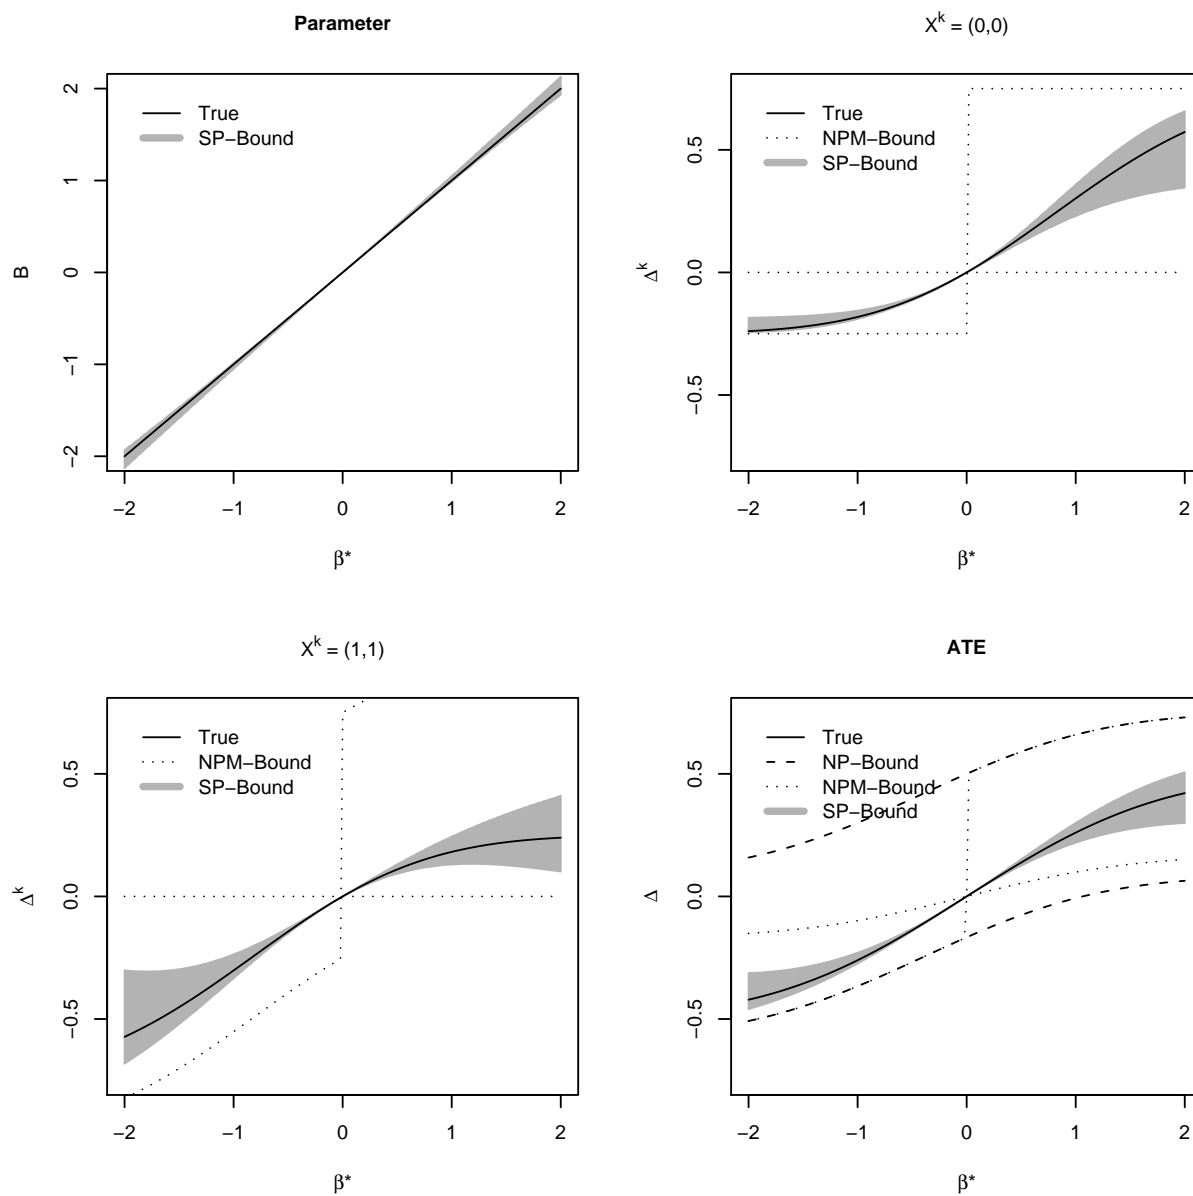 Parameter
True
SP−Bound
B
2
1
0
−1
−2
−2 −1 0 1 2
β*
X^k = (0,0)
True
NPM−Bound
SP−Bound
Δ^k
0.5
0.0
−0.5
−2 −1 0 1 2
β*
X^k = (1,1)
True
NPM−Bound
SP−Bound
Δ^k
0.5
0.0
−0.5
−2 −1 0 1 2
β*
ATE
True
NP−Bound
NPM−Bound
SP−Bound
Δ
0.5
0.0
−0.5
−2 −1 0 1 2
β*